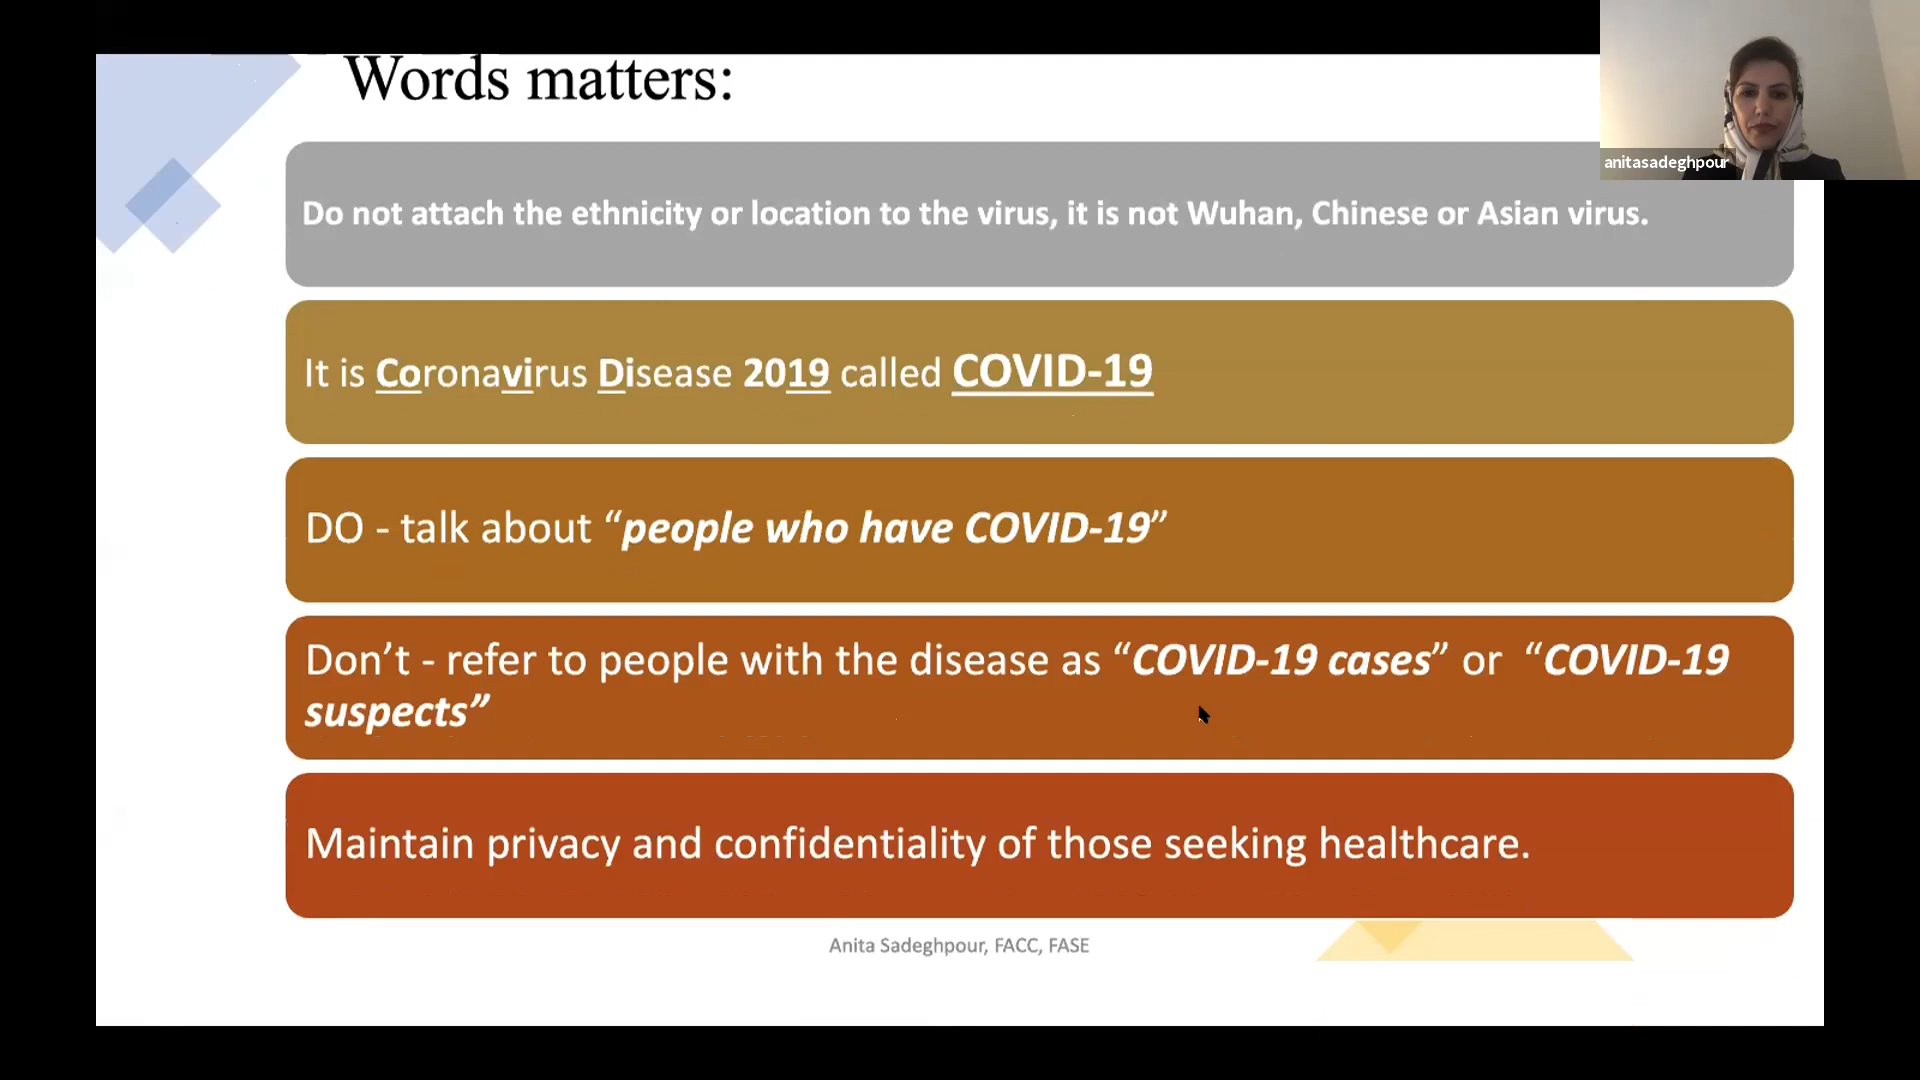 Words matters:
anitasadeghpour
Do not attach the ethnicity or location to the virus, it is not Wuhan, Chinese or Asian virus.
It is Coronavirus Disease 2019 called COVID-19
DO - talk about “people who have COVID-19”
Don’t - refer to people with the disease as “COVID-19 cases” or “COVID-19
suspects”
Maintain privacy and confidentiality of those seeking healthcare.
Anita Sadeghpour, FACC, FASE